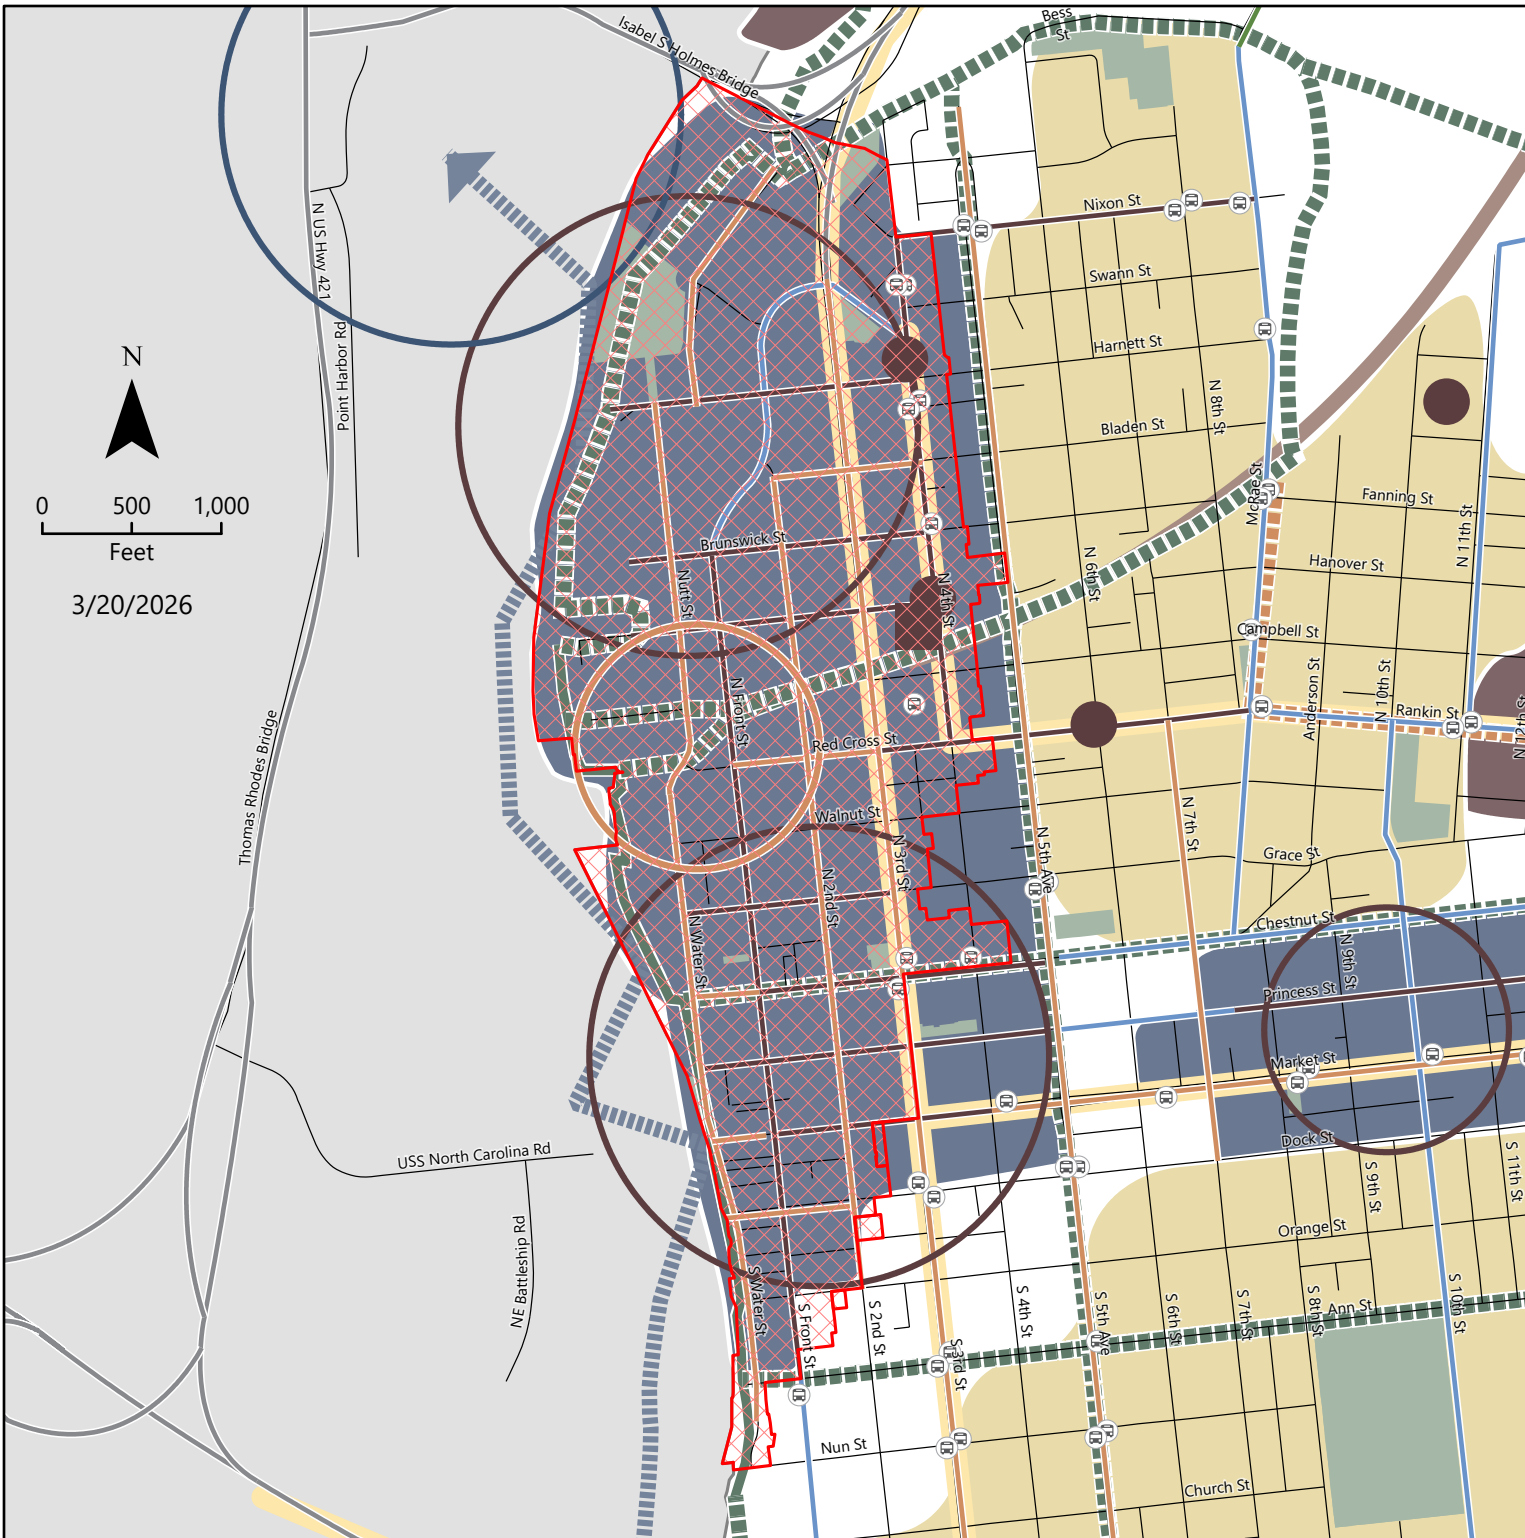 Bess
St
Isabel S Holmes Bridge
N US Hwy 421
Point Harbor Rd
N
0 500 1,000
Feet
3/20/2026
Nixon St
Swann St
Harnett St
N 8th St
Bladen St
McRae St
Fanning St
N 11th St
Brunswick St
Hanover St
N 6th St
Nutt St
N 4th St
Campbell St
Anderson St
N 10th St
Rankin St
N 12th St
N Front St
Red Cross St
Thomas Rhodes Bridge
Walnut St
N 7th St
N 3rd St
N 5th Ave
Grace St
N 2nd St
Chestnut St
N Water St
N 9th St
Princess St
Market St
Dock St
USS North Carolina Rd
S 11th St
S 9th St
NE Battleship Rd
Orange St
S Water St
S Front St
S 2nd St
S 4th St
S 5th Ave
S 6th St
S 7th St
S 8th St
Ann St
S 10th St
S 3rd St
Nun St
Church St